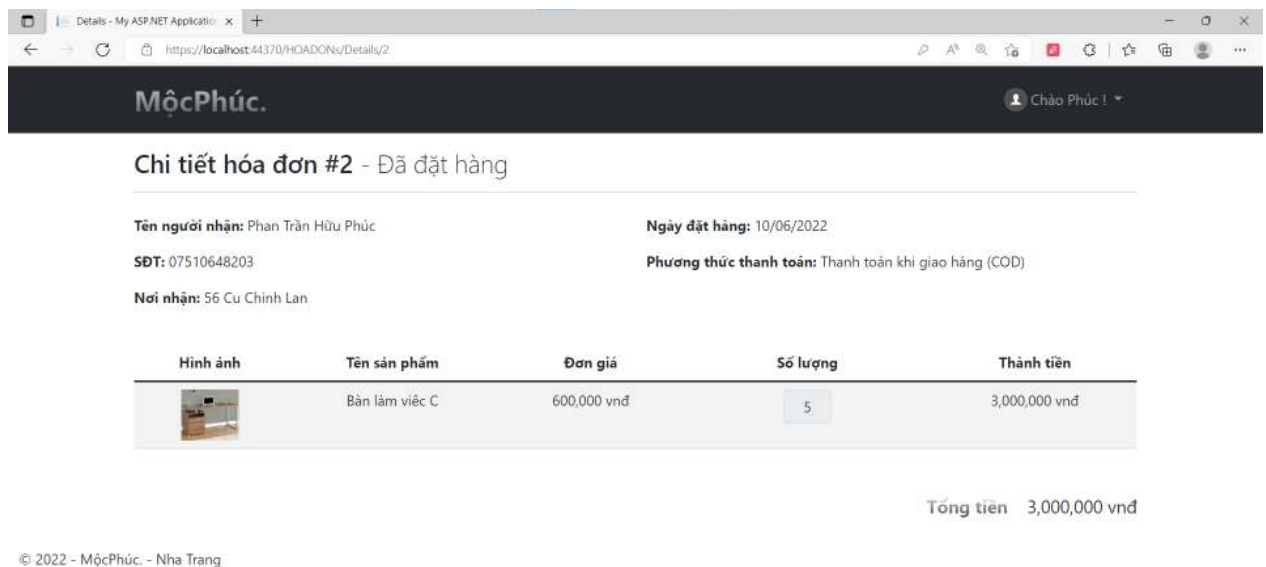 Details - My ASP.NET Application
https://localhost:44370/HOADONs/Details/2
MộcPhúc.
Chào Phúc !
Chi tiết hóa đơn #2 - Đã đặt hàng
Tên người nhận: Phan Trần Hữu Phúc
Ngày đặt hàng: 10/06/2022
SĐT: 07510648203
Phương thức thanh toán: Thanh toán khi giao hàng (COD)
Nơi nhận: 56 Cu Chinh Lan
Hình ảnh Tên sản phẩm Đơn giá Số lượng Thành tiền
Bàn làm viêc C 600,000 vnđ 5 3,000,000 vnđ
Tổng tiền 3,000,000 vnđ
© 2022 - MộcPhúc. - Nha Trang